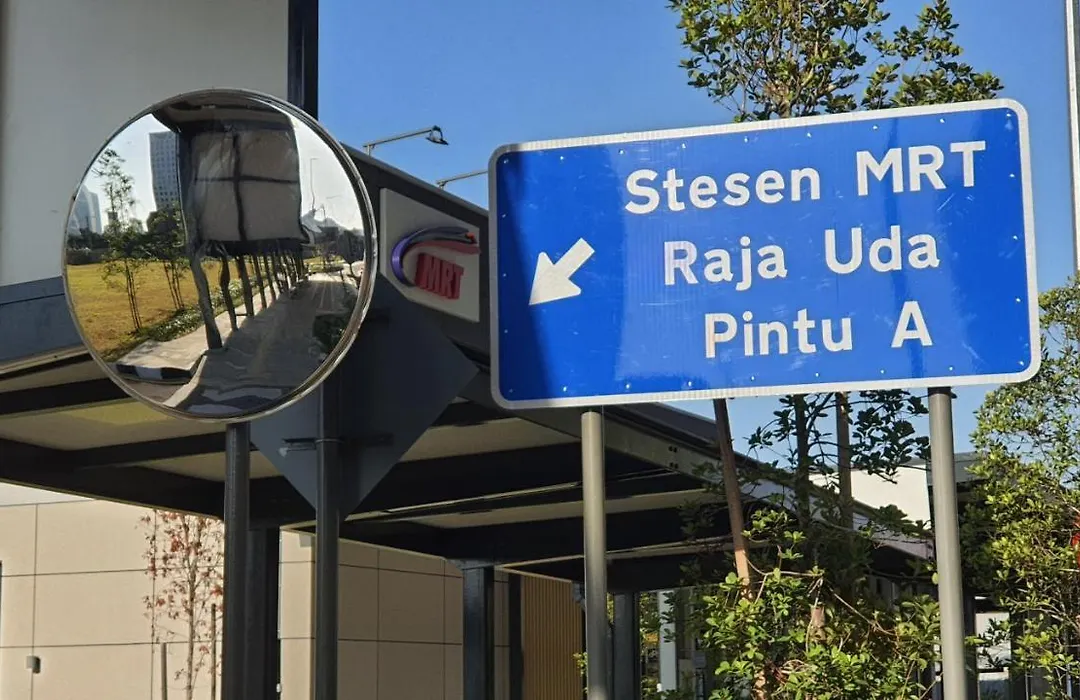 MRT
Stesen MRT
Raja Uda
Pintu A